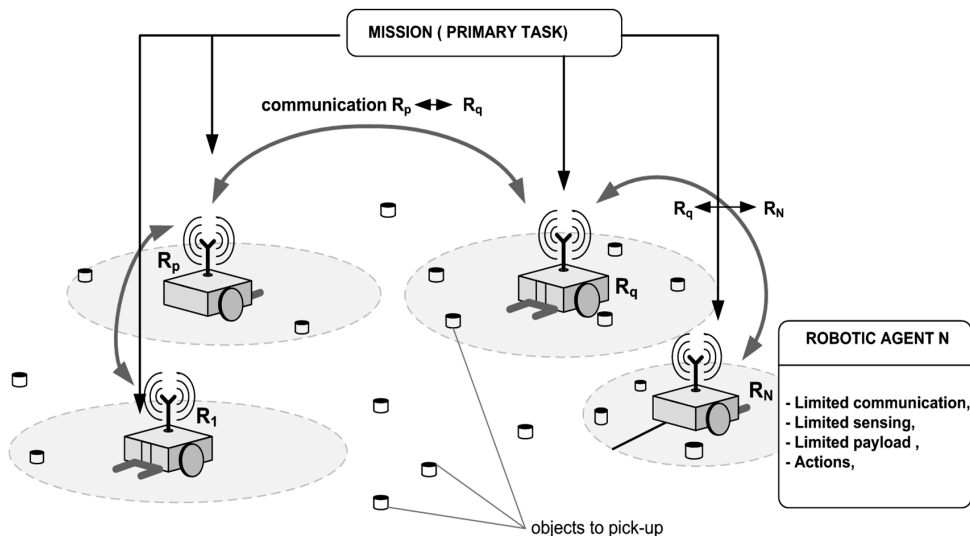 MISSION ( PRIMARY TASK)
communication Rₚ Rq
Rq RN
Rₚ
Rq
ROBOTIC AGENT N
RN
R₁
- Limited communication,
- Limited sensing,
- Limited payload ,
- Actions,
objects to pick-up